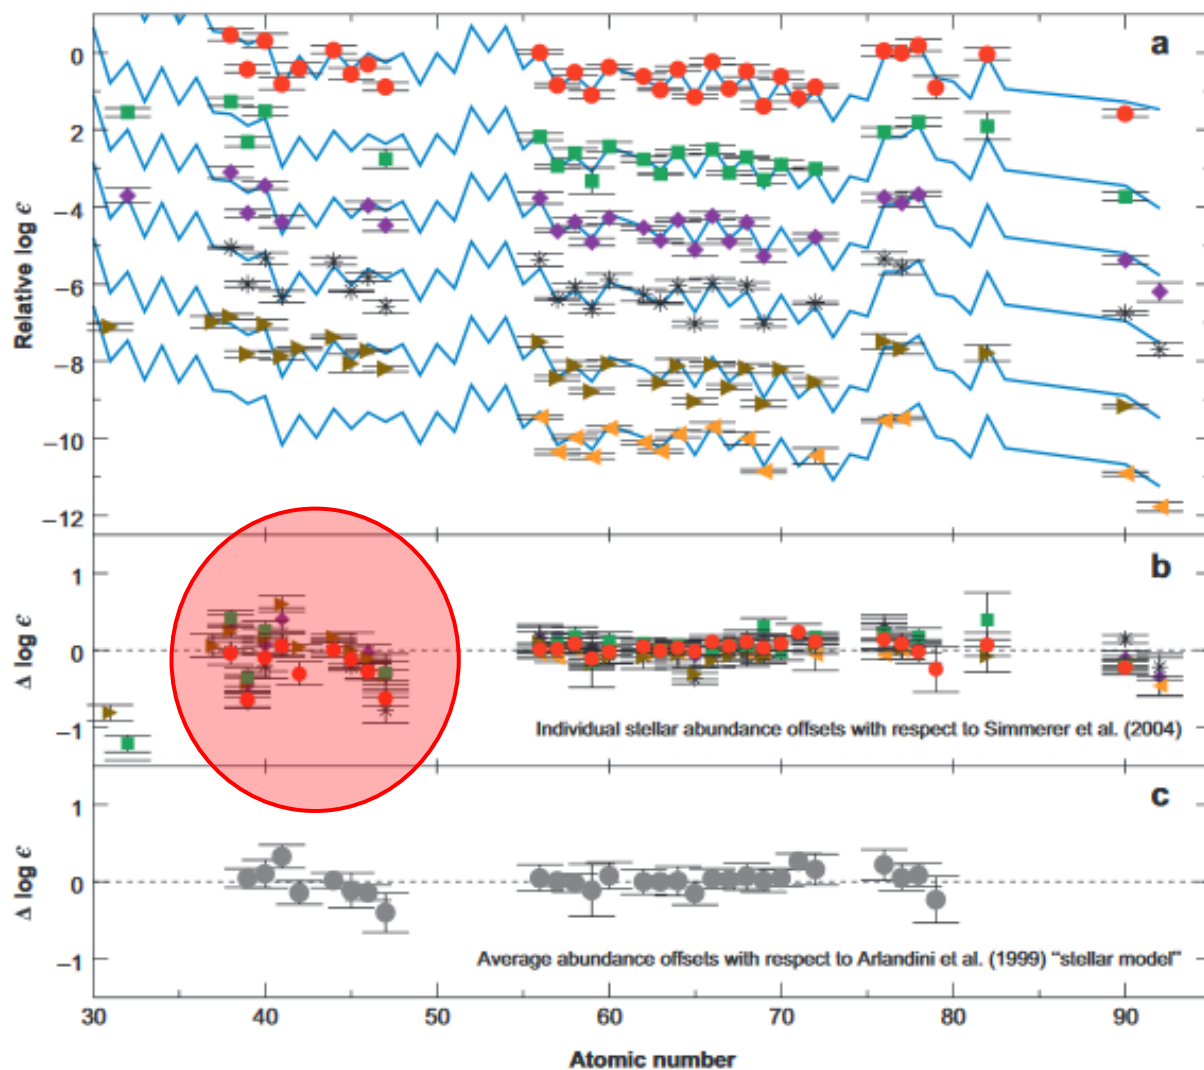 a
0
2
−4
−6
−8
−10
−12
Relative log ϵ
b
1
0
−1
Δ log ϵ
Individual stellar abundance offsets with respect to Simmerer et al. (2004)
c
1
0
−1
Δ log ϵ
Average abundance offsets with respect to Arlandini et al. (1999) “stellar model”
30 40 50 60 70 80 90
Atomic number